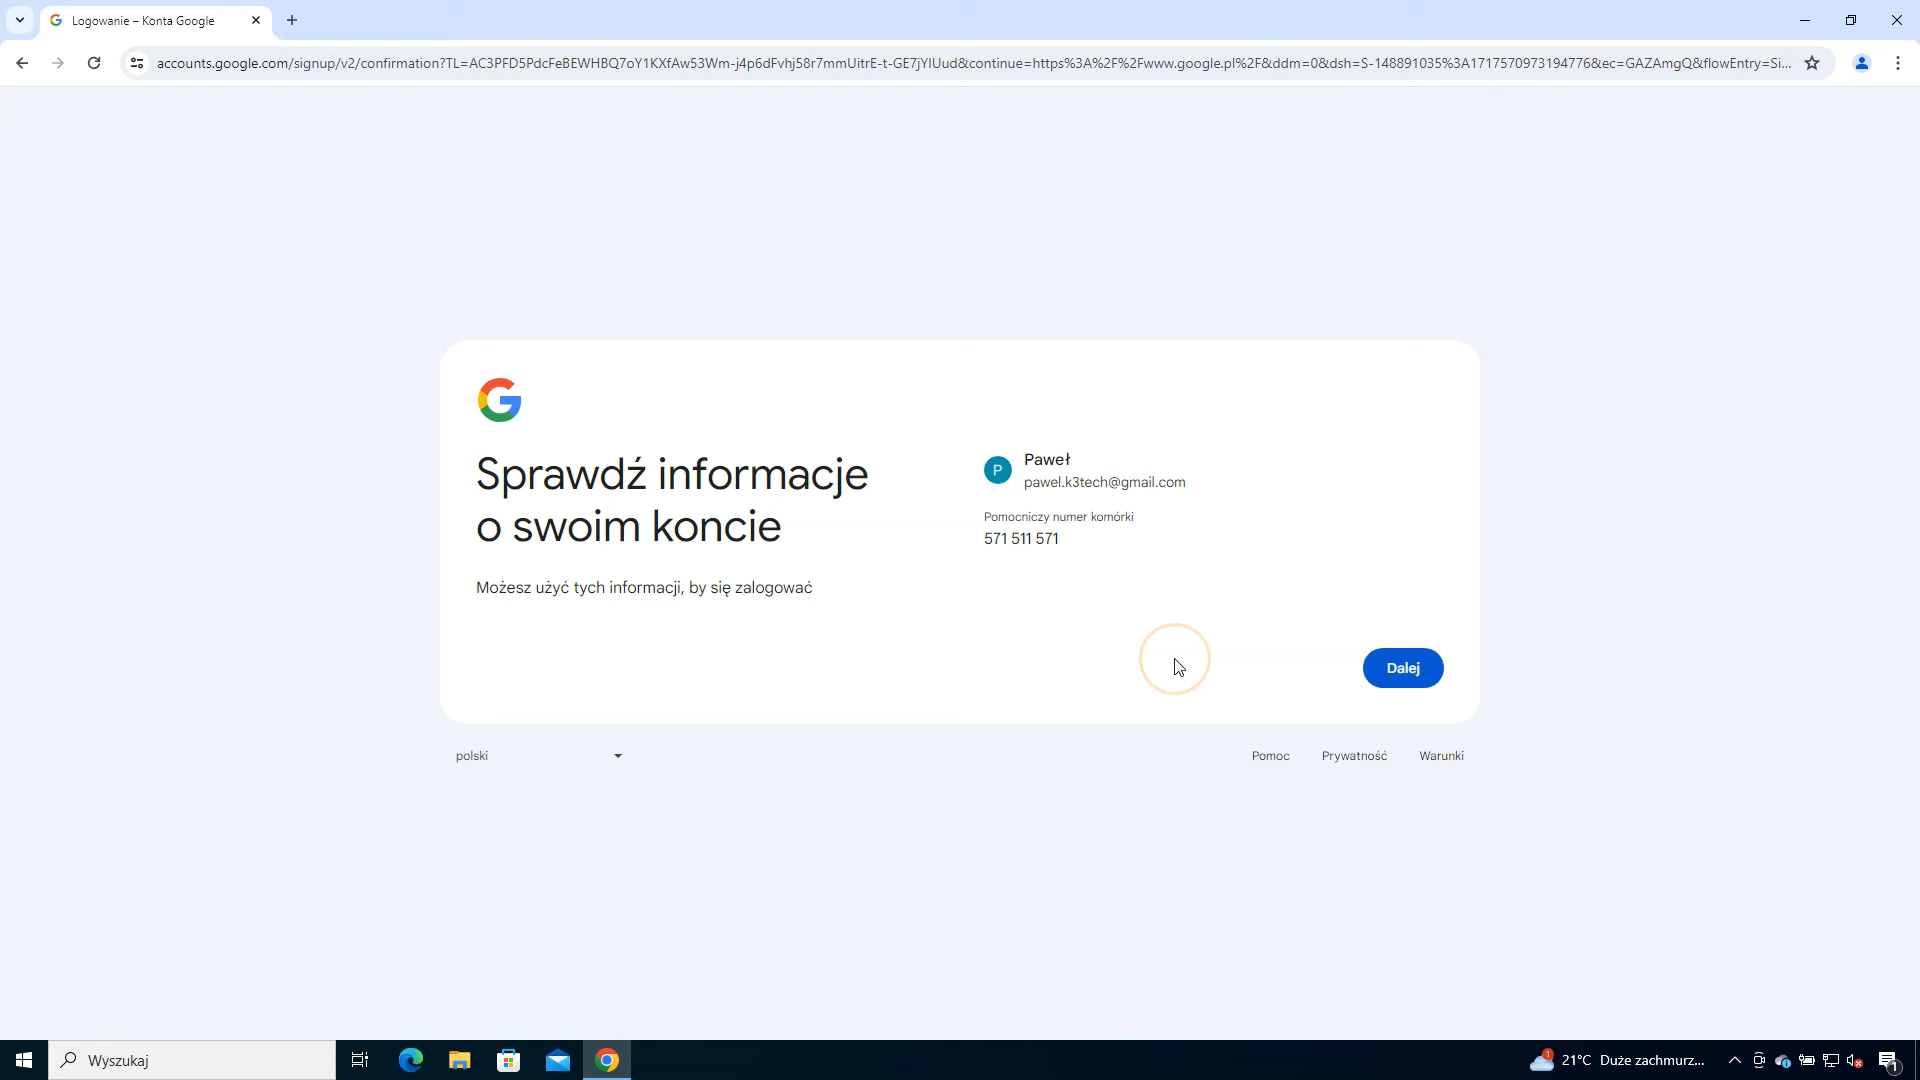 Logowanie – Konta Google
accounts.google.com/signup/v2/confirmation?TL=AC3PFD5PdcFeBEWHBQ7oY1KXfAw53Wm-j4p6dFvhj58r7mmUitrE-t-GE7jYIUud&continue=https%3A%2F%2Fwww.google.pl%2F&ddm=0&dsh=S-148891035%3A1717570973194776&ec=GAZAmgQ&flowEntry=Si...
Sprawdź informacje
o swoim koncie
Możesz użyć tych informacji, by się zalogować
P
Paweł
pawel.k3tech@gmail.com
Pomocniczy numer komórki
571 511 571
Dalej
polski
Pomoc Prywatność Warunki
Wyszukaj
1
21°C Duże zachmurz...
1